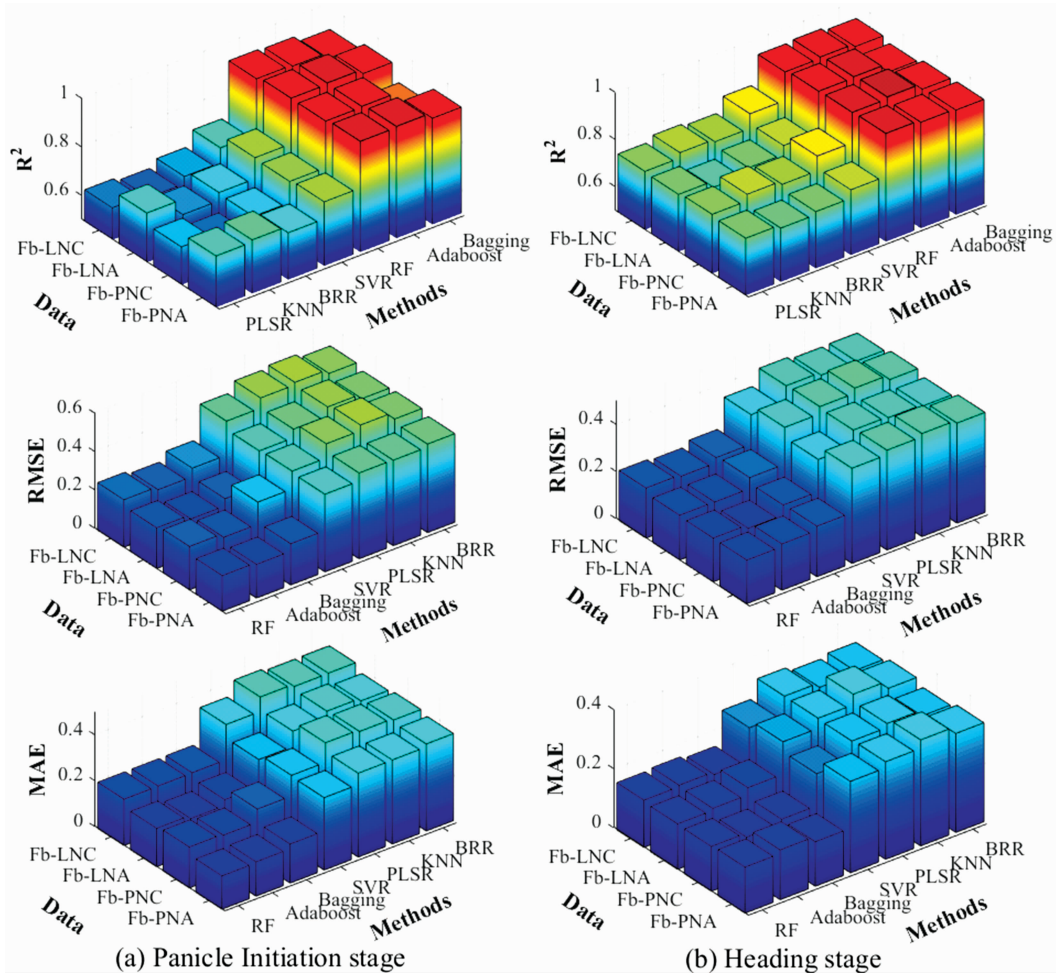 1
0.8
0.6
R²
Fb-LNC
Fb-LNA
Fb-PNC
Fb-PNA
Data
PLSR
KNN
BRR
SVR
RF
Adaboost
Bagging
Methods
1
0.8
0.6
R²
Fb-LNC
Fb-LNA
Fb-PNC
Fb-PNA
Data
PLSR
KNN
BRR
SVR
RF
Adaboost
Bagging
Methods
0.6
0.4
0.2
0
RMSE
Fb-LNC
Fb-LNA
Fb-PNC
Fb-PNA
Data
RF
Adaboost
Bagging
SVR
PLSR
KNN
BRR
Methods
0.4
0.2
0
RMSE
Fb-LNC
Fb-LNA
Fb-PNC
Fb-PNA
Data
RF
Adaboost
Bagging
SVR
PLSR
KNN
BRR
Methods
0.4
0.2
0
MAE
Fb-LNC
Fb-LNA
Fb-PNC
Fb-PNA
Data
RF
Adaboost
Bagging
SVR
PLSR
KNN
BRR
Methods
0.4
0.2
0
MAE
Fb-LNC
Fb-LNA
Fb-PNC
Fb-PNA
Data
RF
Adaboost
Bagging
SVR
PLSR
KNN
BRR
Methods
(a) Panicle Initiation stage
(b) Heading stage